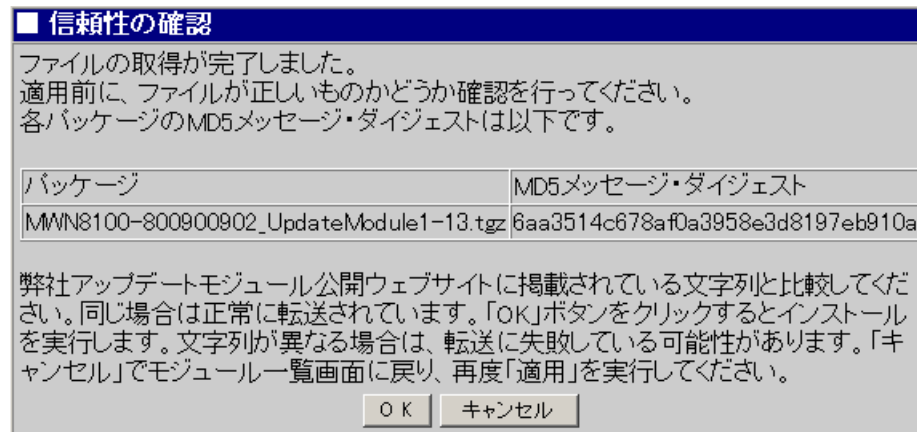 ■ 信頼性の確認
ファイルの取得が完了しました。
適用前に、ファイルが正しいものかどうか確認を行ってください。
各パッケージのMD5メッセージ・ダイジェストは以下です。
パッケージ MD5メッセージ・ダイジェスト
MWN8100-800900902_UpdateModule1-13.tgz 6aa3514c678af0a3958e3d8197eb910a
弊社アップデートモジュール公開ウェブサイトに掲載されている文字列と比較してくだ
さい。同じ場合は正常に転送されています。「OK」ボタンをクリックするとインストール
を実行します。文字列が異なる場合は、転送に失敗している可能性があります。「キ
ャンセル」でモジュール一覧画面に戻り、再度「適用」を実行してください。
ＯＫ キャンセル